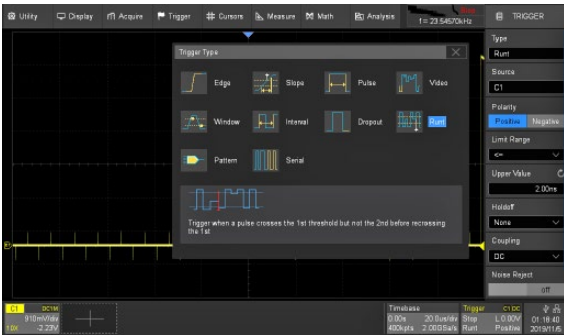 Utility Display Acquire Trigger Cursors Measure Math Analysis
f = 23.54570kHz
TRIGGER
Trigger Type
Type
Runt
Edge Slope Pulse Video
Source
C1
Polarity
Positive Negative
Window Interval Dropout Runt
Limit Range
<=
Pattern Serial
Upper Value
2.00ns
Trigger when a pulse crosses the 1st threshold but not the 2nd before recrossing
the 1st
Holdoff
None
Coupling
DC
Noise Reject
off
C1 DC1M
910mV/div
1.0X -2.23V
Timebase
0.00s 20.0us/div
400kpts 2.00GSa/s
Trigger C1 DC
Stop L 0.00V
Runt Positive
01:18:40
2019/11/5